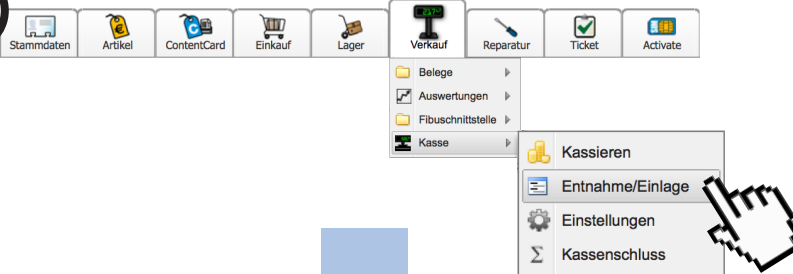 Stammdaten
Artikel
ContentCard
Einkauf
Lager
Verkauf
Reparatur
Ticket
Activate
Belege
Auswertungen
Fibuschnittstelle
Kasse
Kassieren
Entnahme/Einlage
Einstellungen
Kassenschluss